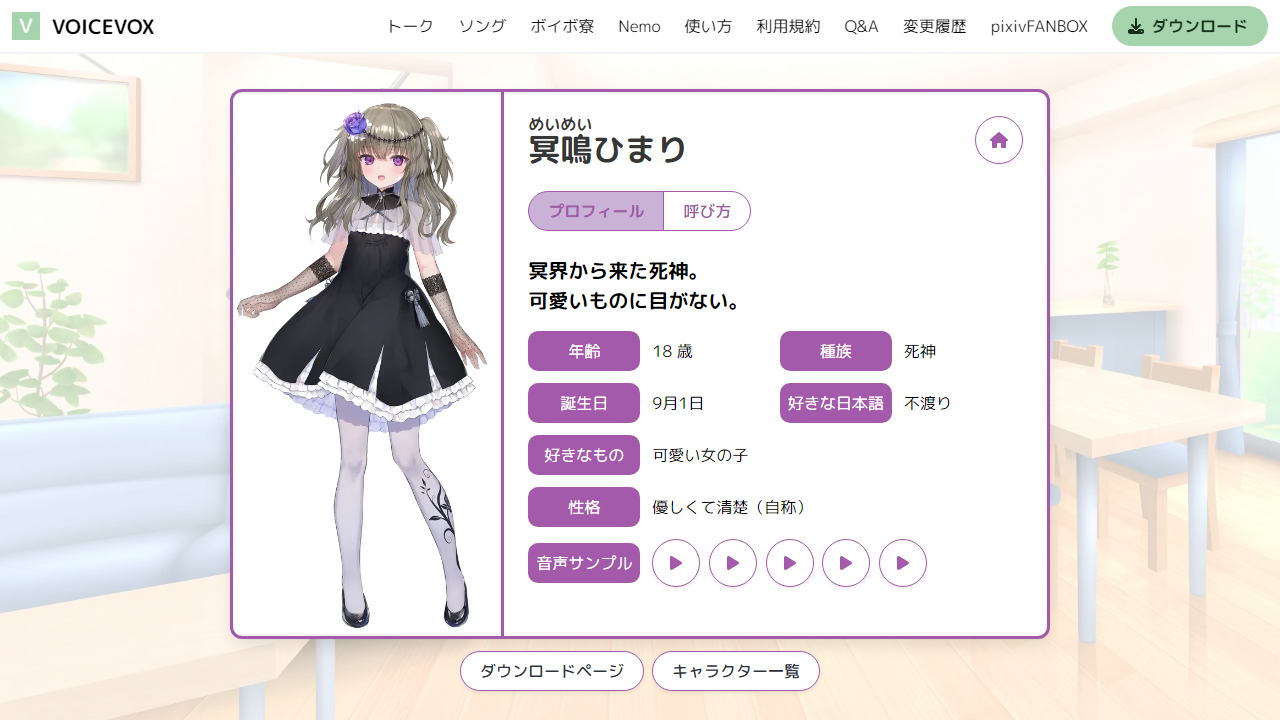 V VOICEVOX トーク ソング ボイボ寮 Nemo 使い方 利用規約 Q&A 変更履歴 pixivFANBOX ダウンロード
めいめい
冥鳴ひまり
プロフィール 呼び方
冥界から来た死神。
可愛いものに目がない。
年齢 18 歳 種族 死神
誕生日 9月1日 好きな日本語 不渡り
好きなもの 可愛い女の子
性格 優しくて清楚（自称）
音声サンプル
ダウンロードページ キャラクター一覧